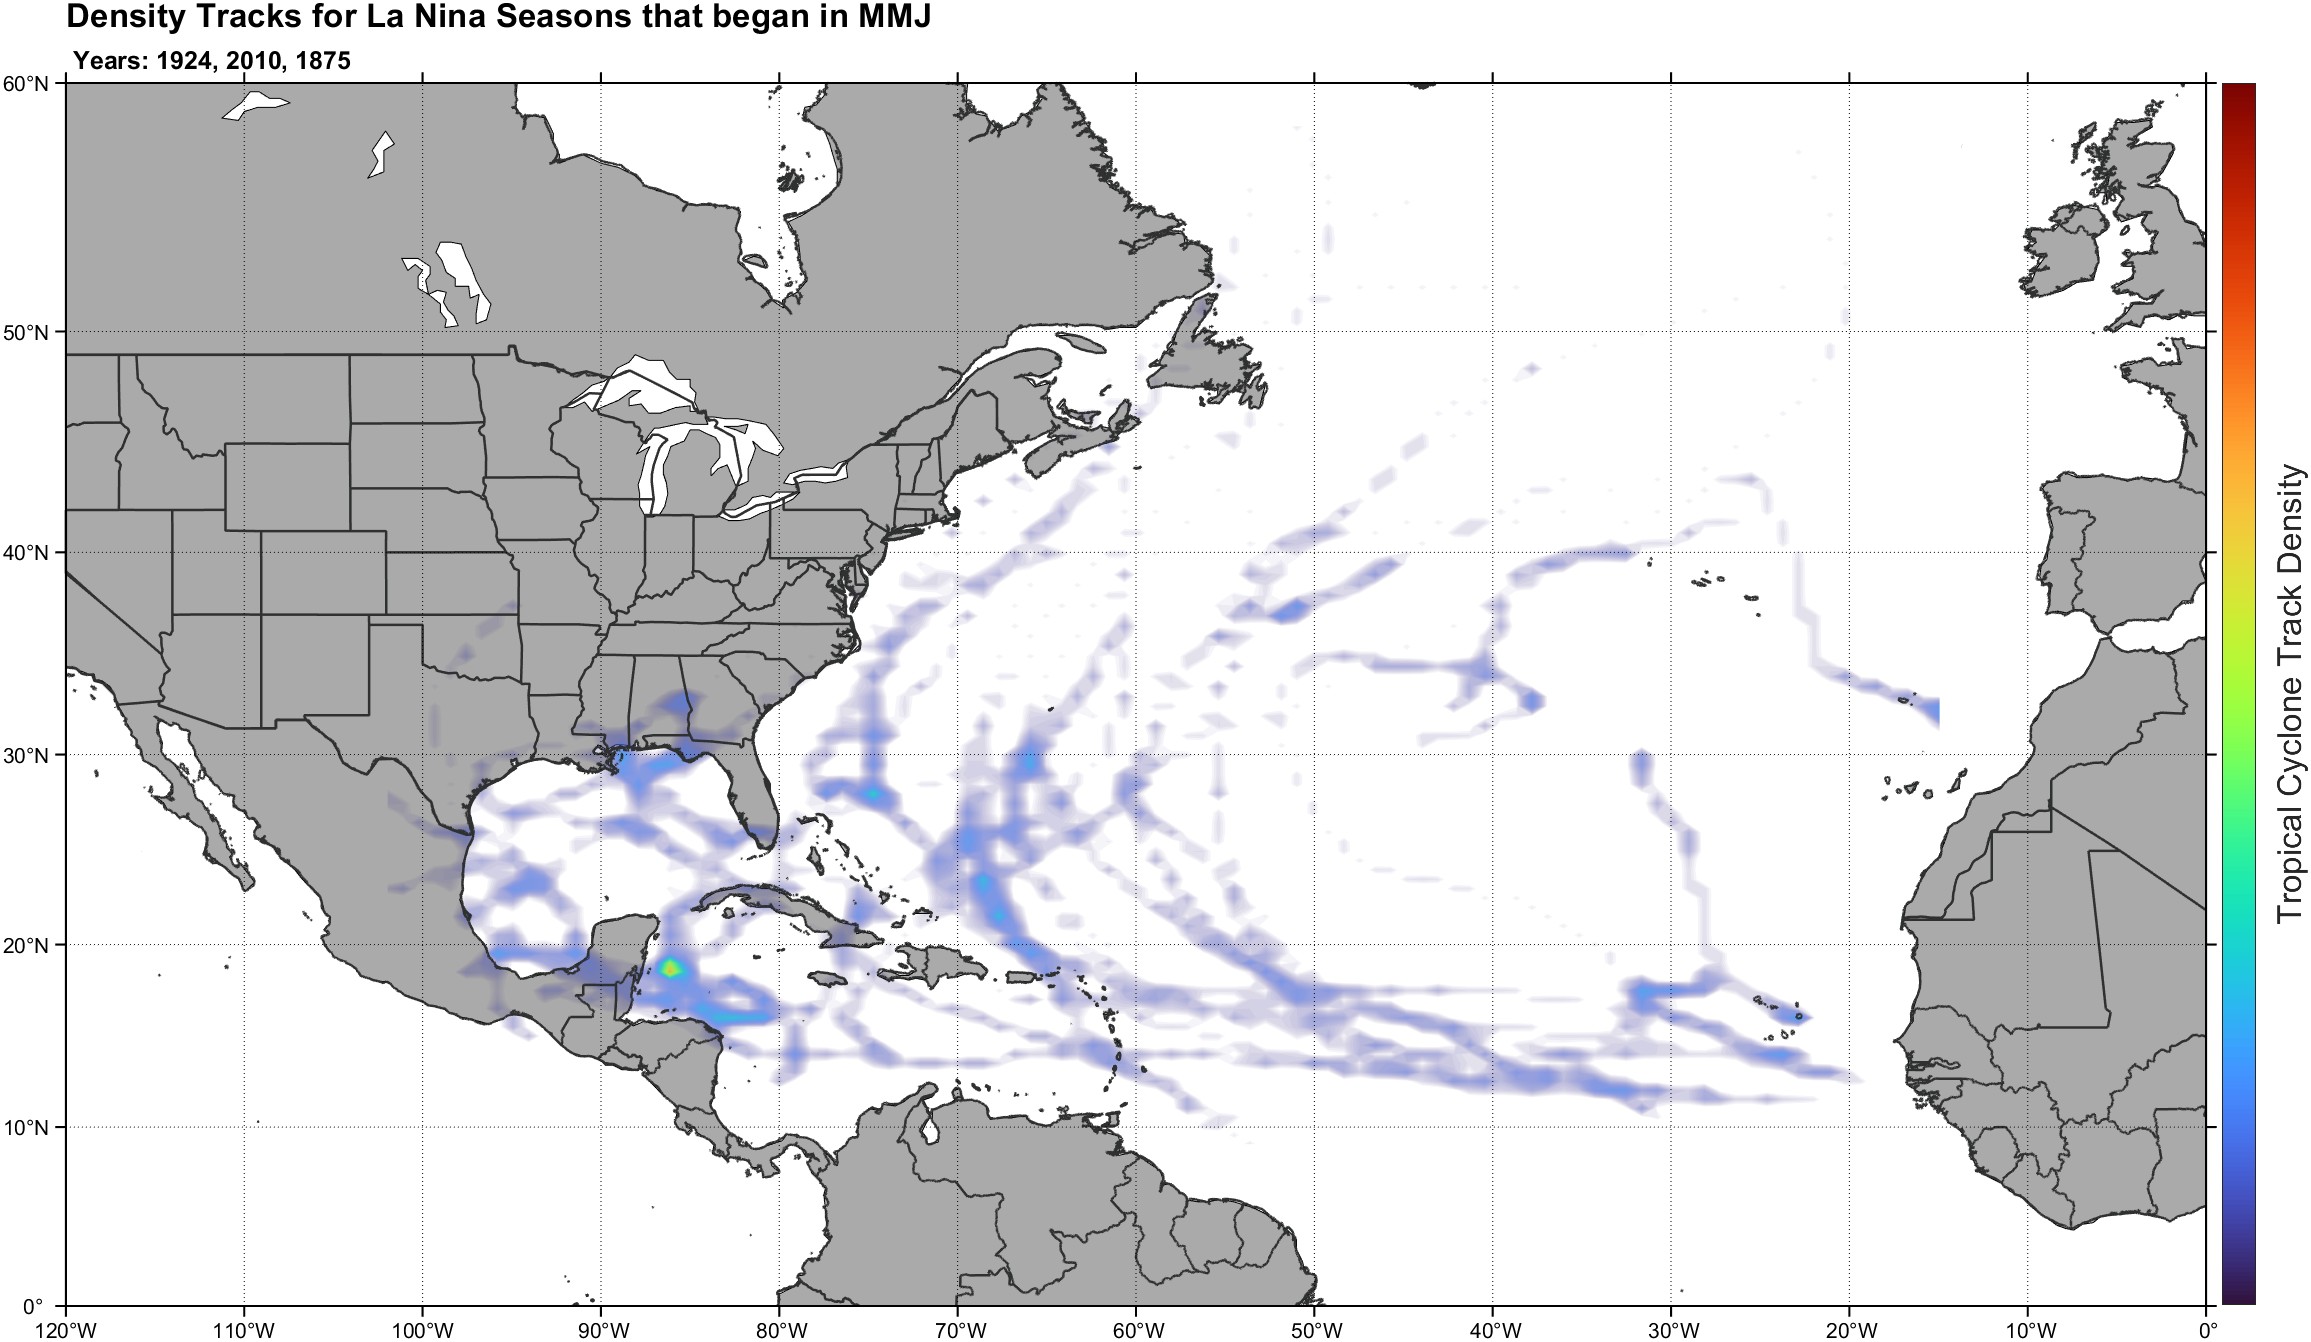 Density Tracks for La Nina Seasons that began in MMJ
Years: 1924, 2010, 1875
60°N
50°N
40°N
30°N
20°N
10°N
0°
120°W
110°W
100°W
90°W
80°W
70°W
60°W
50°W
40°W
30°W
20°W
10°W
0°
Tropical Cyclone Track Density